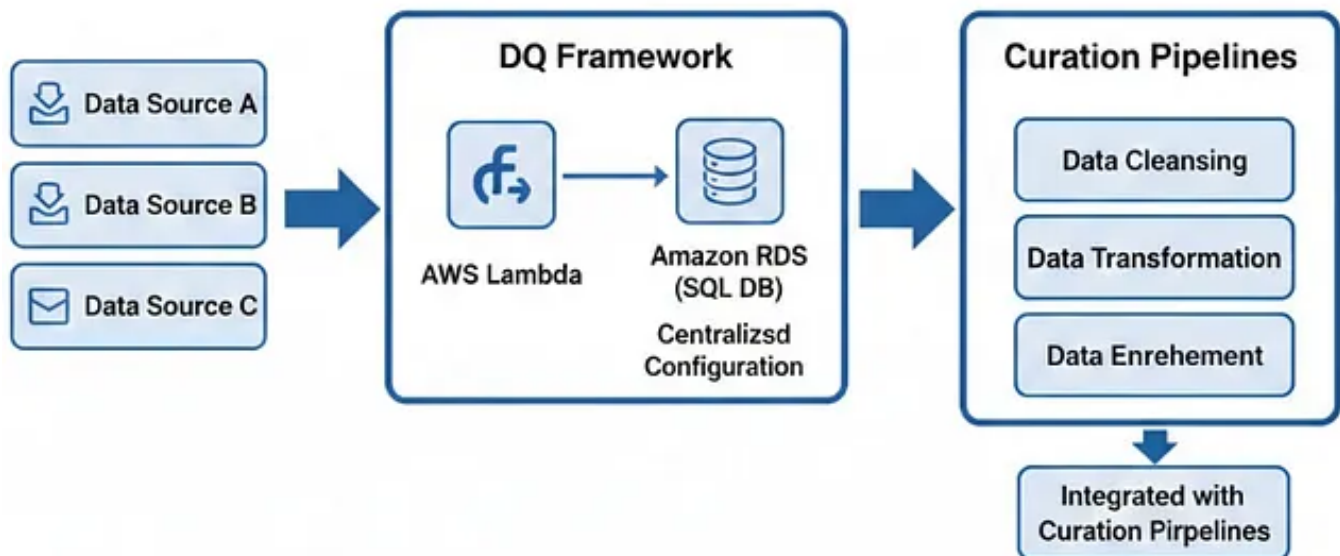 Data Source A
Data Source B
Data Source C
DQ Framework
AWS Lambda
Amazon RDS
(SQL DB)
Centralizsd
Configuration
Curation Pipelines
Data Cleansing
Data Transformation
Data Enrehement
Integrated with
Curation Pirpelines